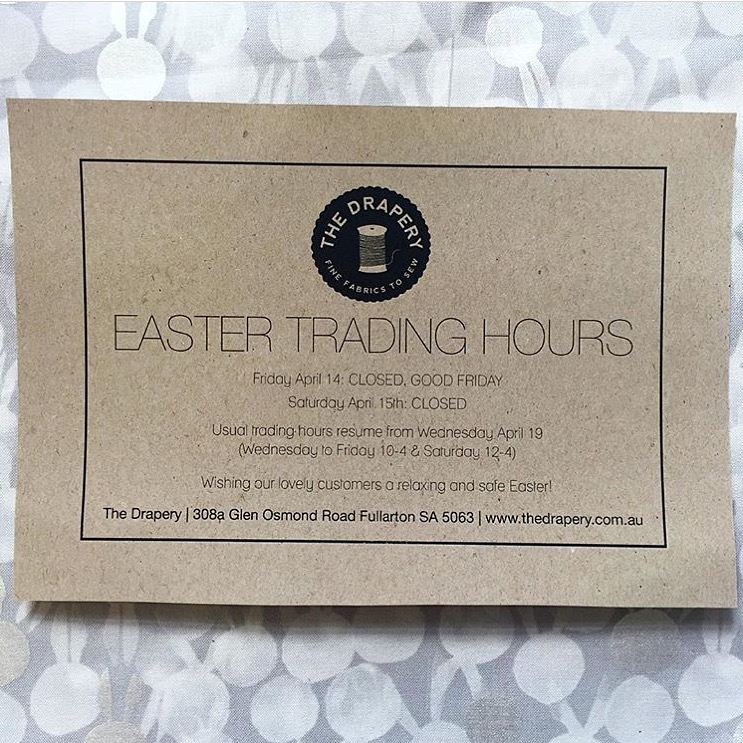 THE DRAPERY
FINE FABRICS TO SEW
EASTER TRADING HOURS
Friday April 14: CLOSED, GOOD FRIDAY
Saturday April 15th: CLOSED
Usual trading hours resume from Wednesday April 19
(Wednesday to Friday 10-4 & Saturday 12-4)
Wishing our lovely customers a relaxing and safe Easter!
The Drapery | 308a Glen Osmond Road Fullarton SA 5063 | www.thedrapery.com.au